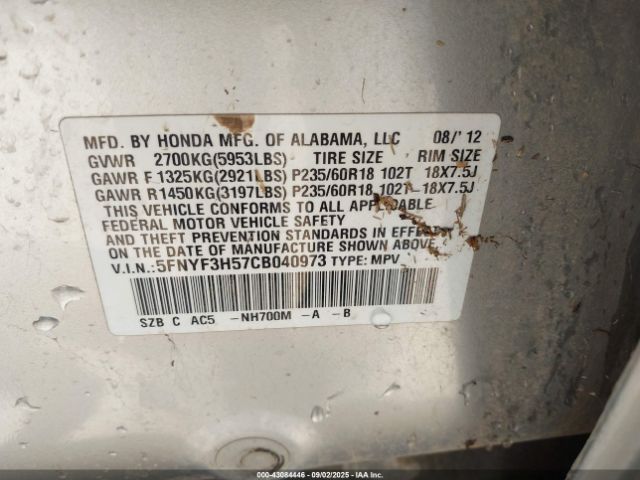 MFD. BY HONDA MFG. OF ALABAMA, LLC 08/'12
GVWR 2700KG(5953LBS) TIRE SIZE RIM SIZE
GAWR F 1325KG(2921LBS) P235/60R18 102T 18X7.5J
GAWR R 1450KG(3197LBS) P235/60R18 102T 18X7.5J
THIS VEHICLE CONFORMS TO ALL APPLICABLE
FEDERAL MOTOR VEHICLE SAFETY
AND THEFT PREVENTION STANDARDS IN EFFECT
ON THE DATE OF MANUFACTURE SHOWN ABOVE.
V.I.N.: 5FNYF3H57CB040973 TYPE: MPV
SZB C AC5 -NH700M -A -B
000-43084446 - 09/02/2025 - IAAI.COM